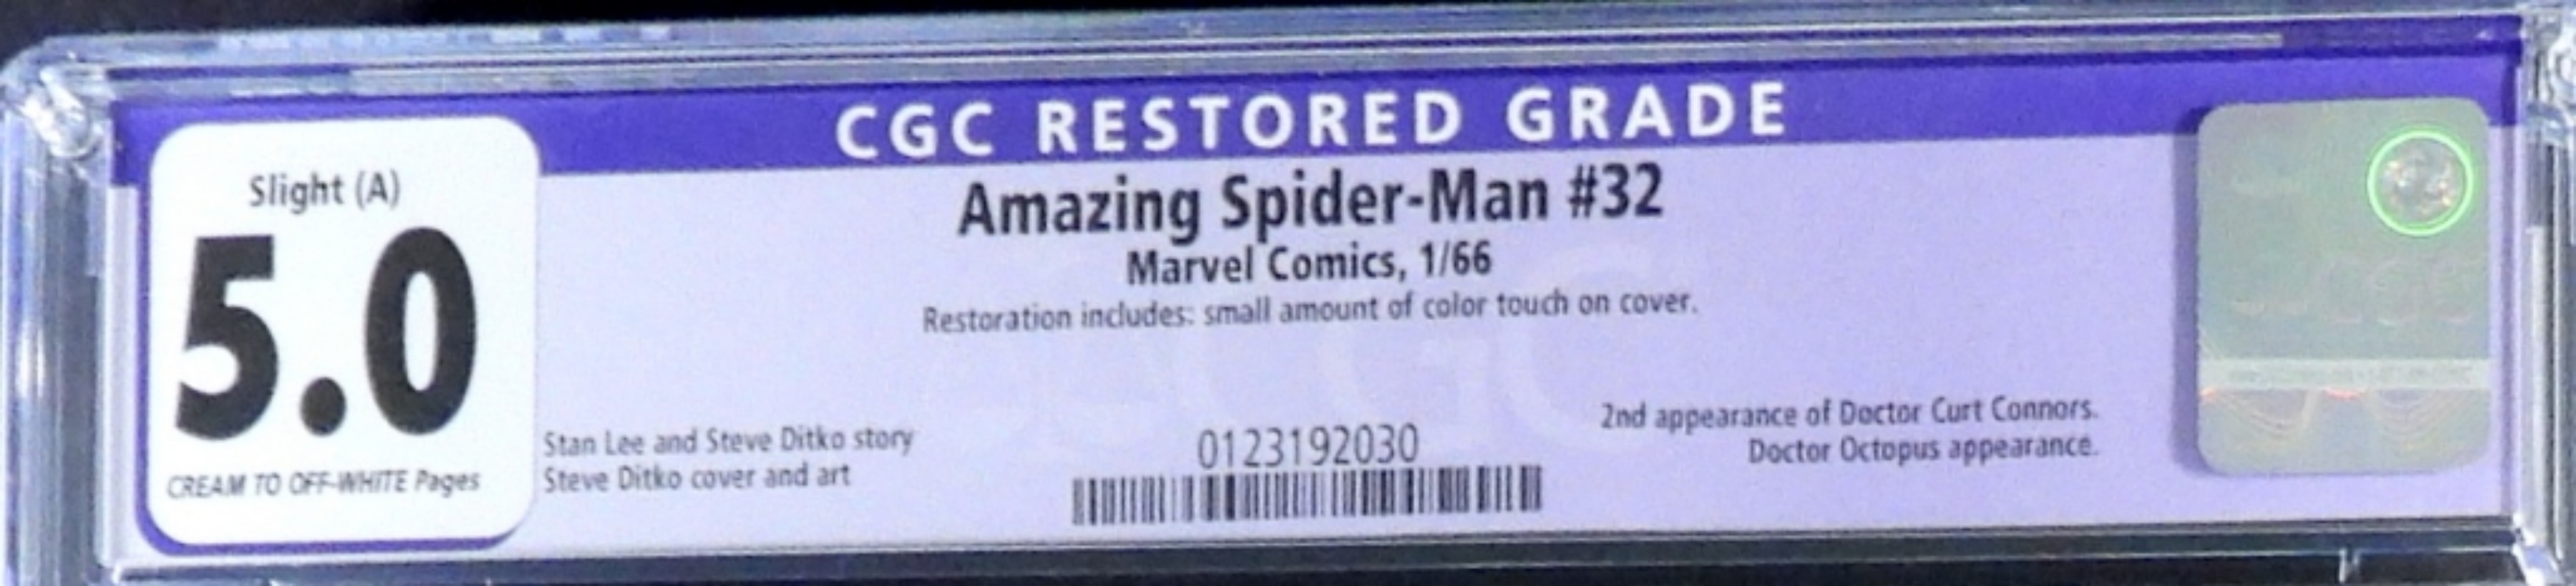 CGC RESTORED GRADE
Slight (A)
5.0
CREAM TO OFF-WHITE Pages
Amazing Spider-Man #32
Marvel Comics, 1/66
Restoration includes: small amount of color touch on cover.
Stan Lee and Steve Ditko story
Steve Ditko cover and art
0123192030
2nd appearance of Doctor Curt Connors.
Doctor Octopus appearance.
CGC